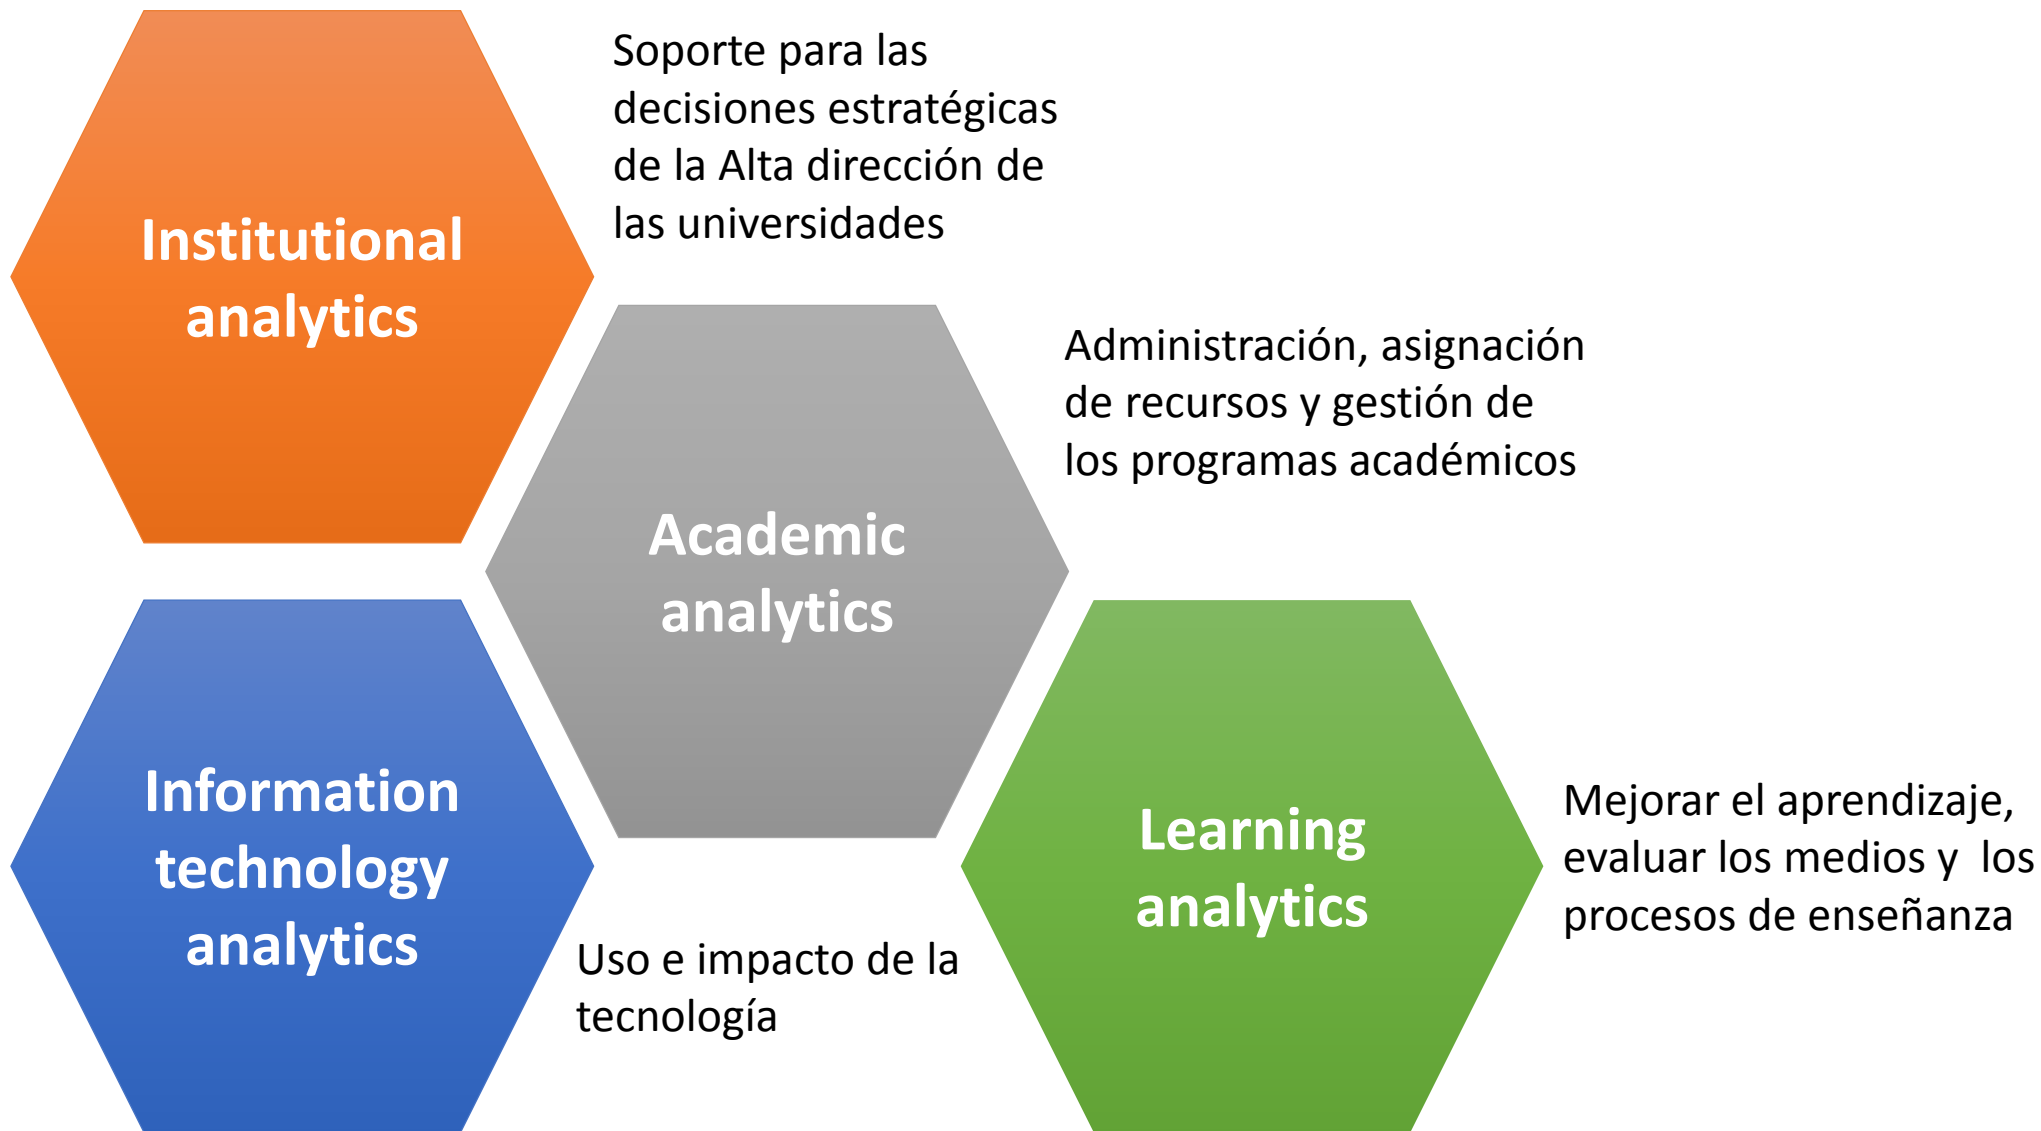 Institutional
analytics
Soporte para las
decisiones estratégicas
de la Alta dirección de
las universidades
Academic
analytics
Administración, asignación
de recursos y gestión de
los programas académicos
Information
technology
analytics
Uso e impacto de la
tecnología
Learning
analytics
Mejorar el aprendizaje,
evaluar los medios y  los
procesos de enseñanza